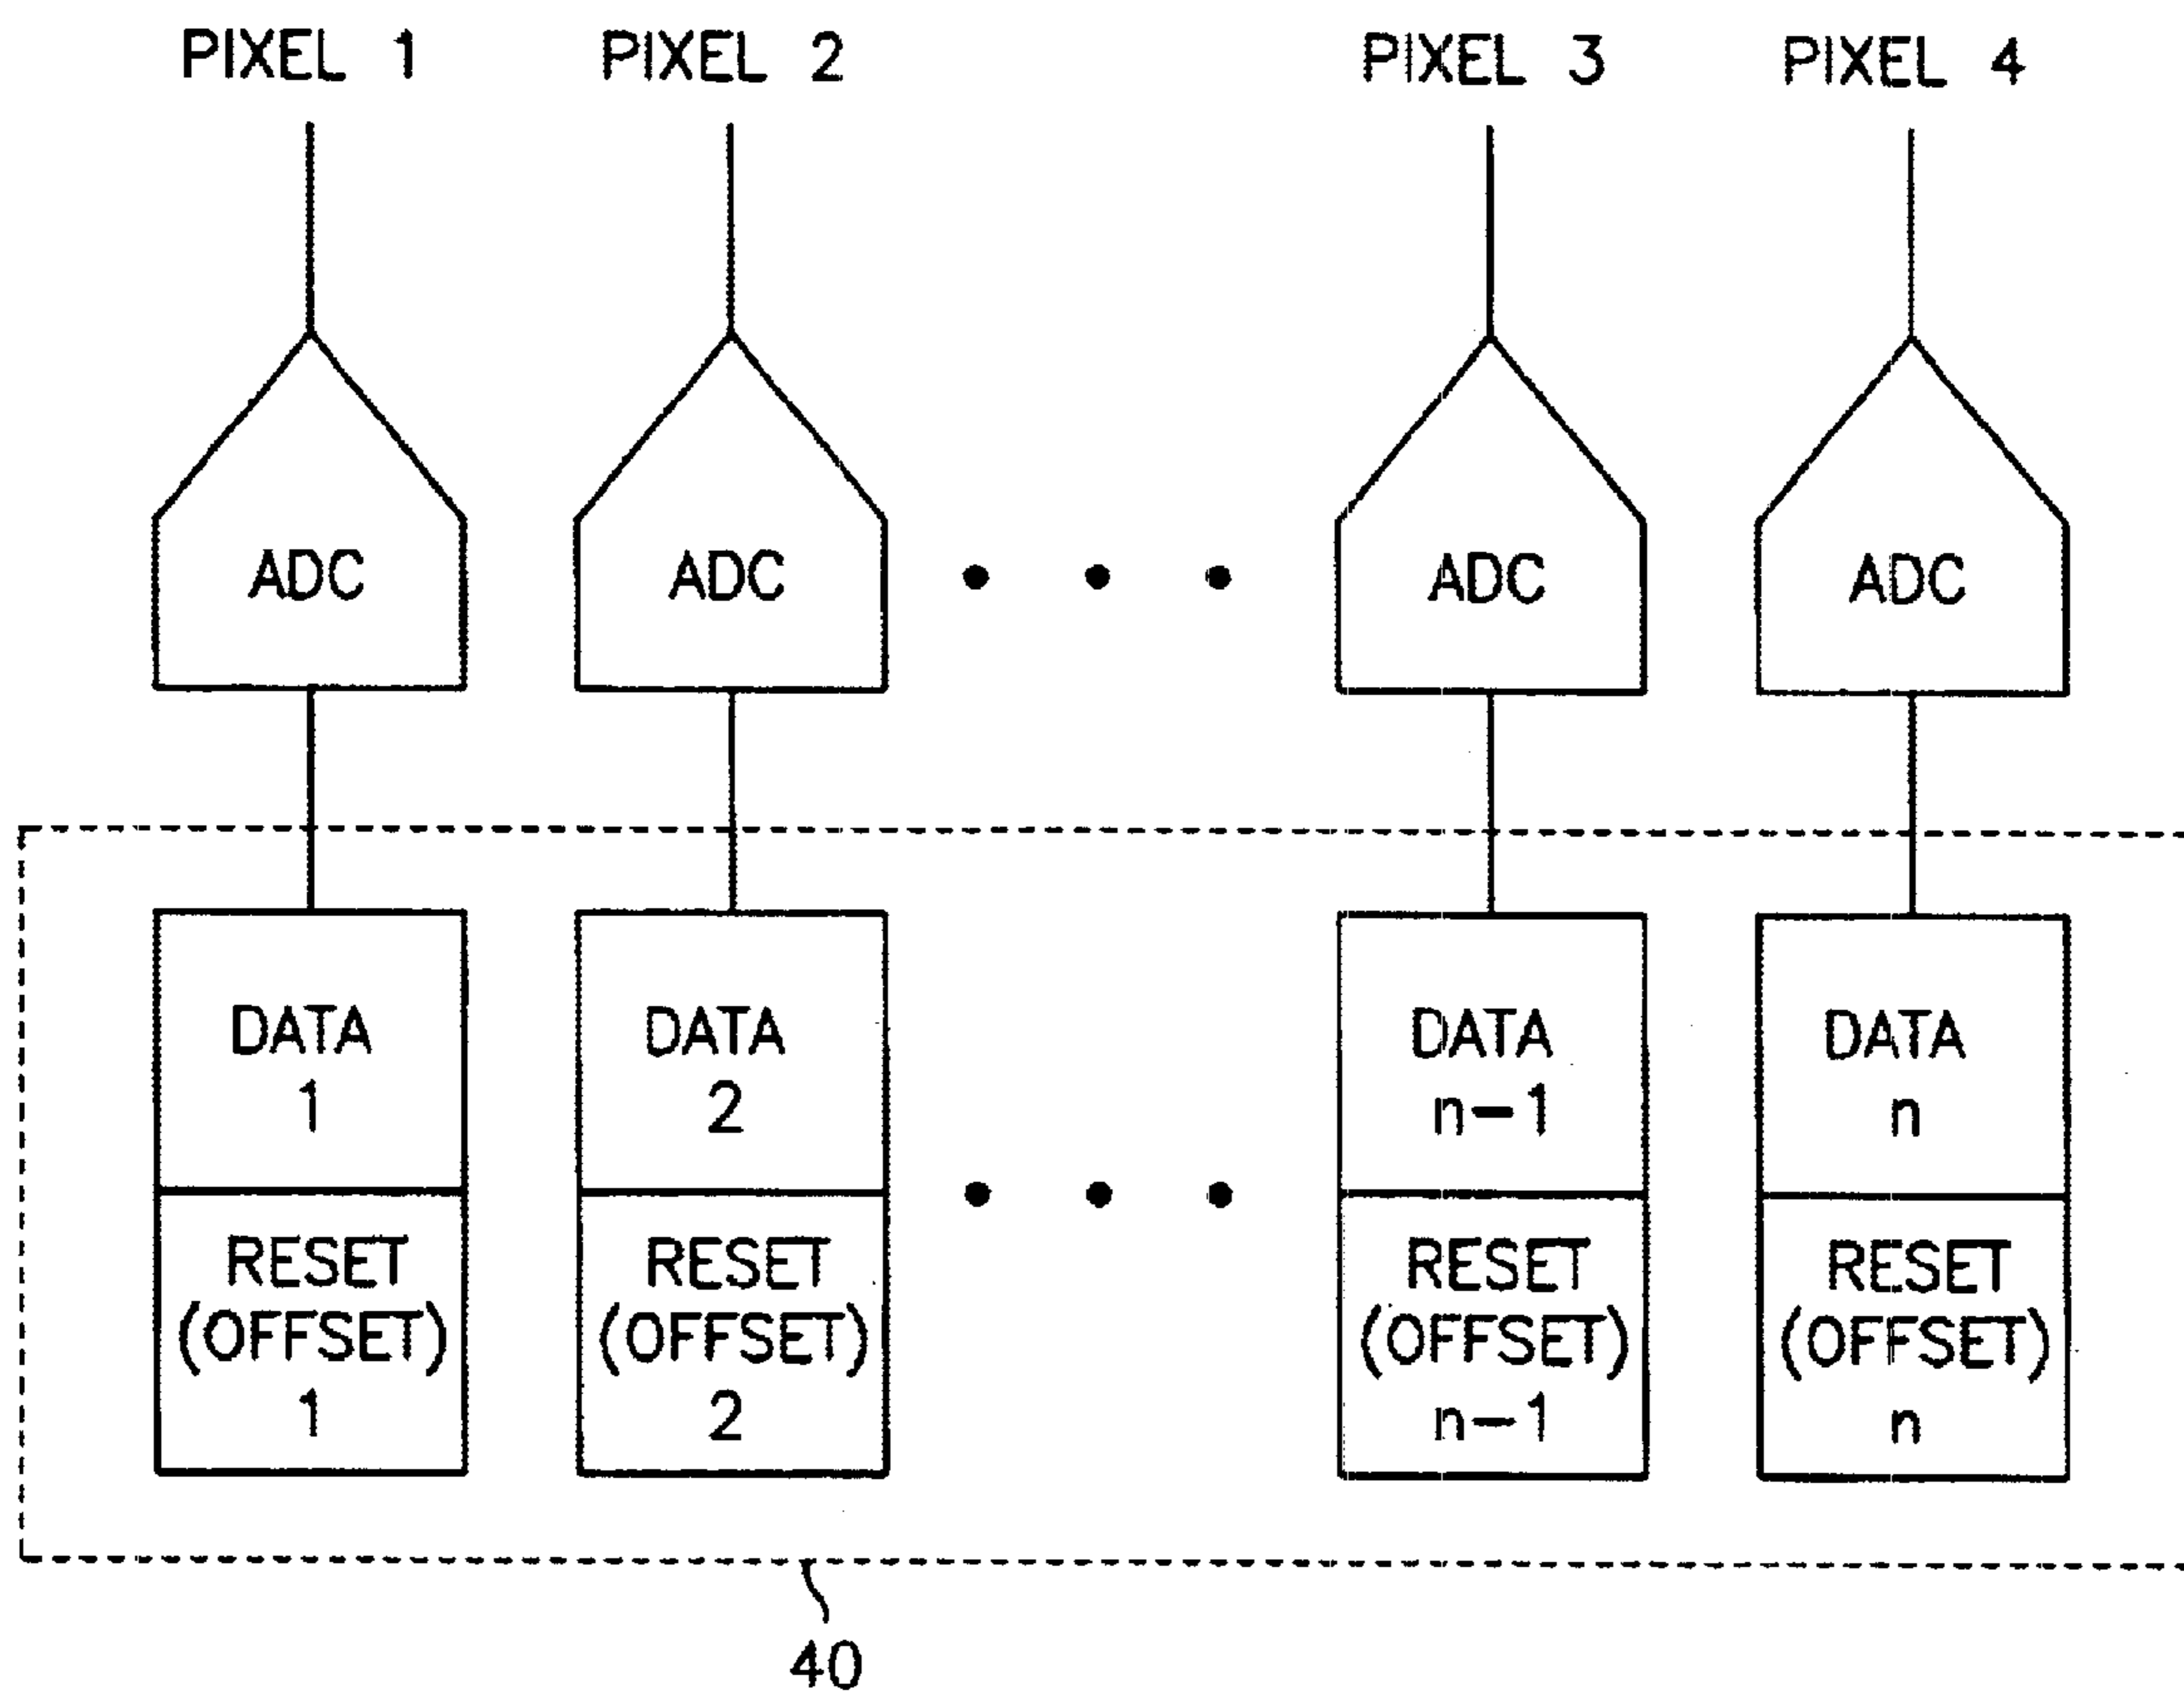 PIXEL 1
PIXEL 2
PIXEL 3
PIXEL 4
ADC
ADC
ADC
ADC
DATA
1
DATA
2
DATA
n-1
DATA
n
RESET
(OFFSET)
1
RESET
(OFFSET)
2
RESET
(OFFSET)
n-1
RESET
(OFFSET)
n
40